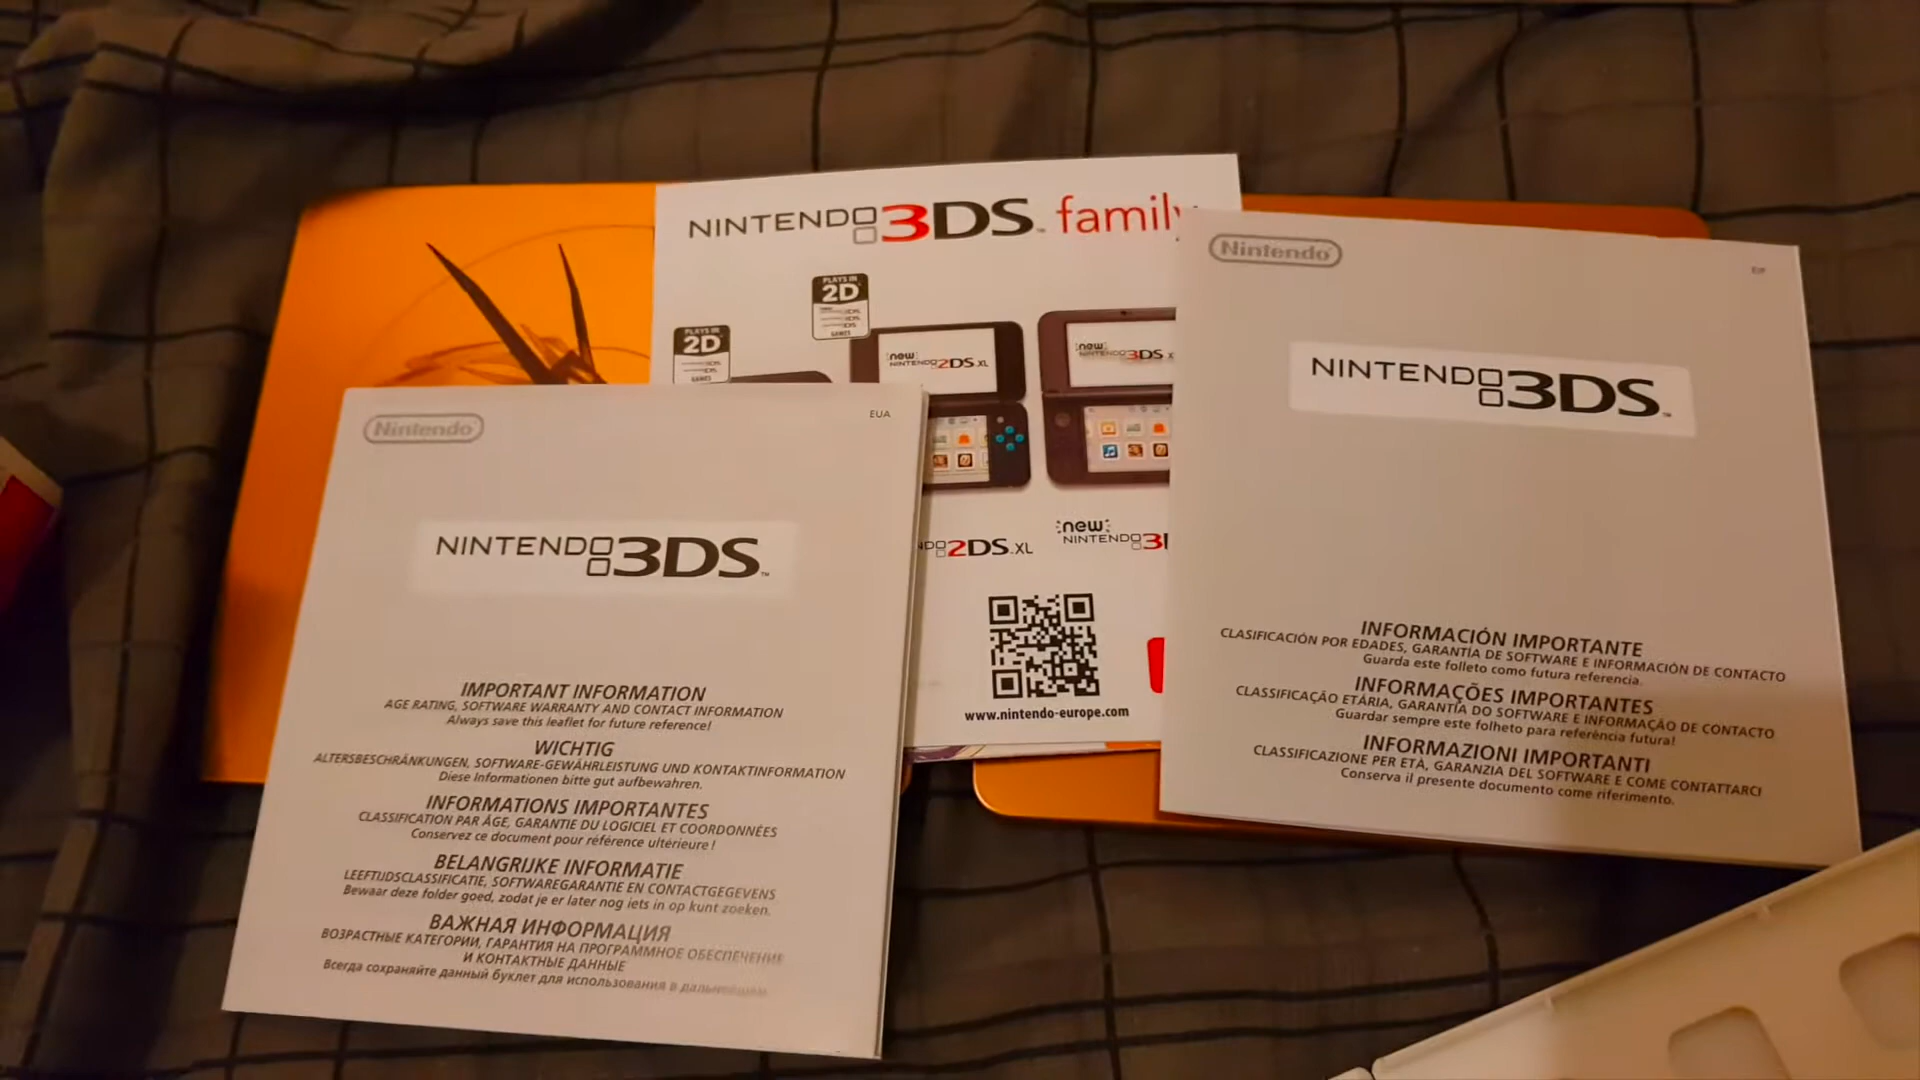 NINTENDO 3DS™ family
PLAYS IN
2D
GAMES
PLAYS IN
2D
GAMES
new
NINTENDO 2DS XL
new
NINTENDO 3DS
2DS XL
new
NINTENDO
www.nintendo-europe.com
Nintendo
EUA
NINTENDO 3DS™
IMPORTANT INFORMATION
AGE RATING, SOFTWARE WARRANTY AND CONTACT INFORMATION
Always save this leaflet for future reference!
WICHTIG
ALTERSBESCHRÄNKUNGEN, SOFTWARE-GEWÄHRLEISTUNG UND KONTAKTINFORMATION
Diese Informationen bitte gut aufbewahren.
INFORMATIONS IMPORTANTES
CLASSIFICATION PAR ÂGE, GARANTIE DU LOGICIEL ET COORDONNÉES
Conservez ce document pour référence ultérieure !
BELANGRIJKE INFORMATIE
LEEFTIJDSCLASSIFICATIE, SOFTWAREGARANTIE EN CONTACTGEGEVENS
Bewaar deze folder goed, zodat je er later nog iets in op kunt zoeken.
ВАЖНАЯ ИНФОРМАЦИЯ
ВОЗРАСТНЫЕ КАТЕГОРИИ, ГАРАНТИЯ НА ПРОГРАММНОЕ ОБЕСПЕЧЕНИЕ
И КОНТАКТНЫЕ ДАННЫЕ
Всегда сохраняйте данный буклет для использования в дальнейшем
Nintendo
NINTENDO 3DS™
INFORMACIÓN IMPORTANTE
CLASIFICACIÓN POR EDADES, GARANTÍA DE SOFTWARE E INFORMACIÓN DE CONTACTO
Guarda este folleto como futura referencia.
INFORMAÇÕES IMPORTANTES
CLASSIFICAÇÃO ETÁRIA, GARANTIA DO SOFTWARE E INFORMAÇÃO DE CONTACTO
Guardar sempre este folheto para referência futura!
INFORMAZIONI IMPORTANTI
CLASSIFICAZIONE PER ETÀ, GARANZIA DEL SOFTWARE E COME CONTATTARCI
Conserva il presente documento come riferimento.